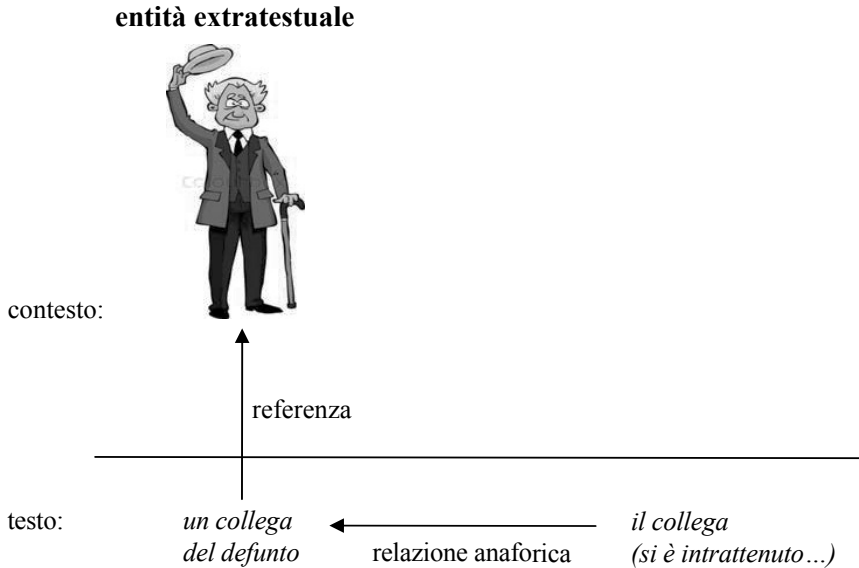 entità extratestuale
contesto:
referenza
testo:
un collega
del defunto
relazione anaforica
il collega
(si è intrattenuto…)